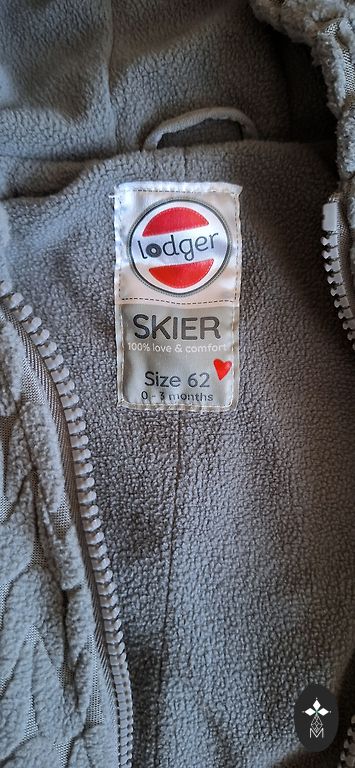 lodger
SKIER
100% love & comfort
Size 62
0 - 3 months